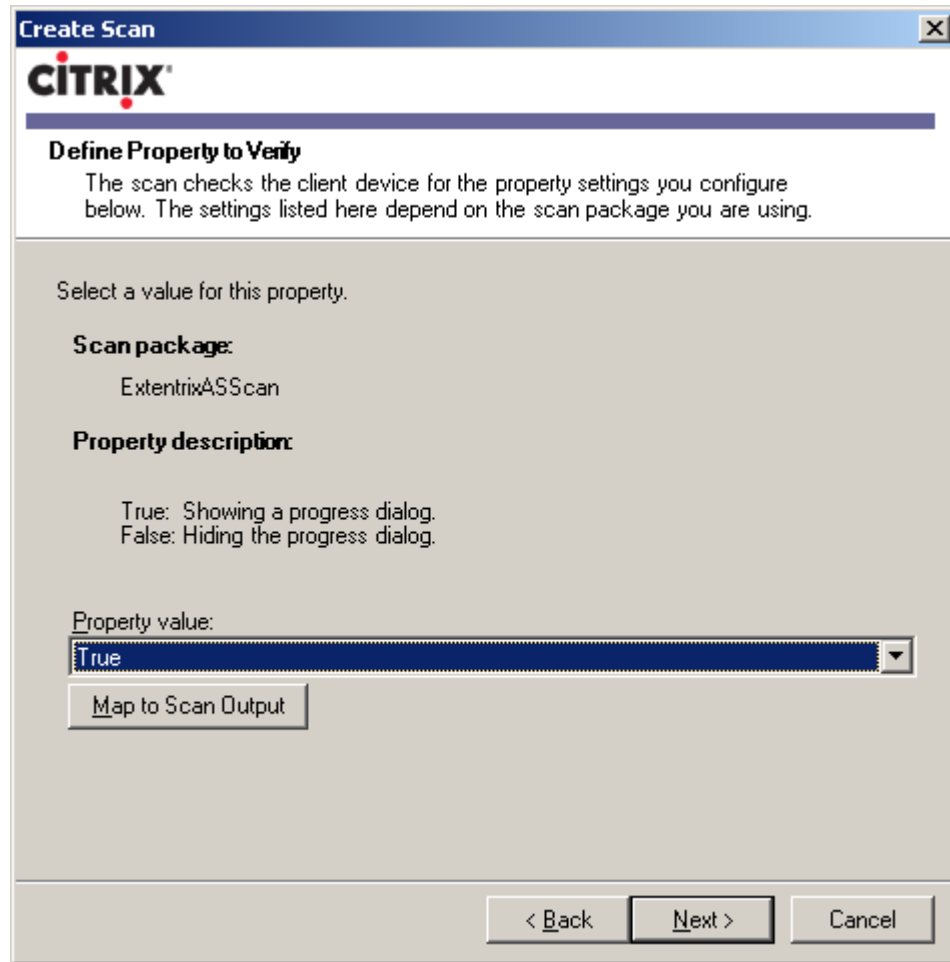 Create Scan
CİTRIX
Define Property to Verify
The scan checks the client device for the property settings you configure
below. The settings listed here depend on the scan package you are using.
Select a value for this property.
Scan package:
ExtentrixASScan
Property description:
True: Showing a progress dialog.
False: Hiding the progress dialog.
Property value:
True
Map to Scan Output
< Back Next > Cancel